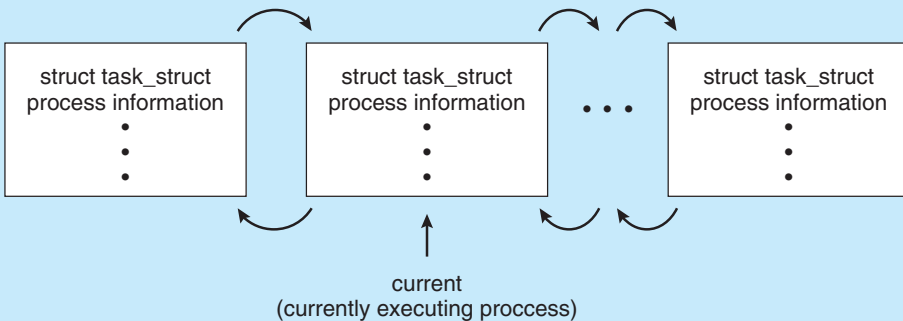 struct task_struct
process information
•
•
•
struct task_struct
process information
•
•
•
• • •
struct task_struct
process information
•
•
•
current
(currently executing proccess)